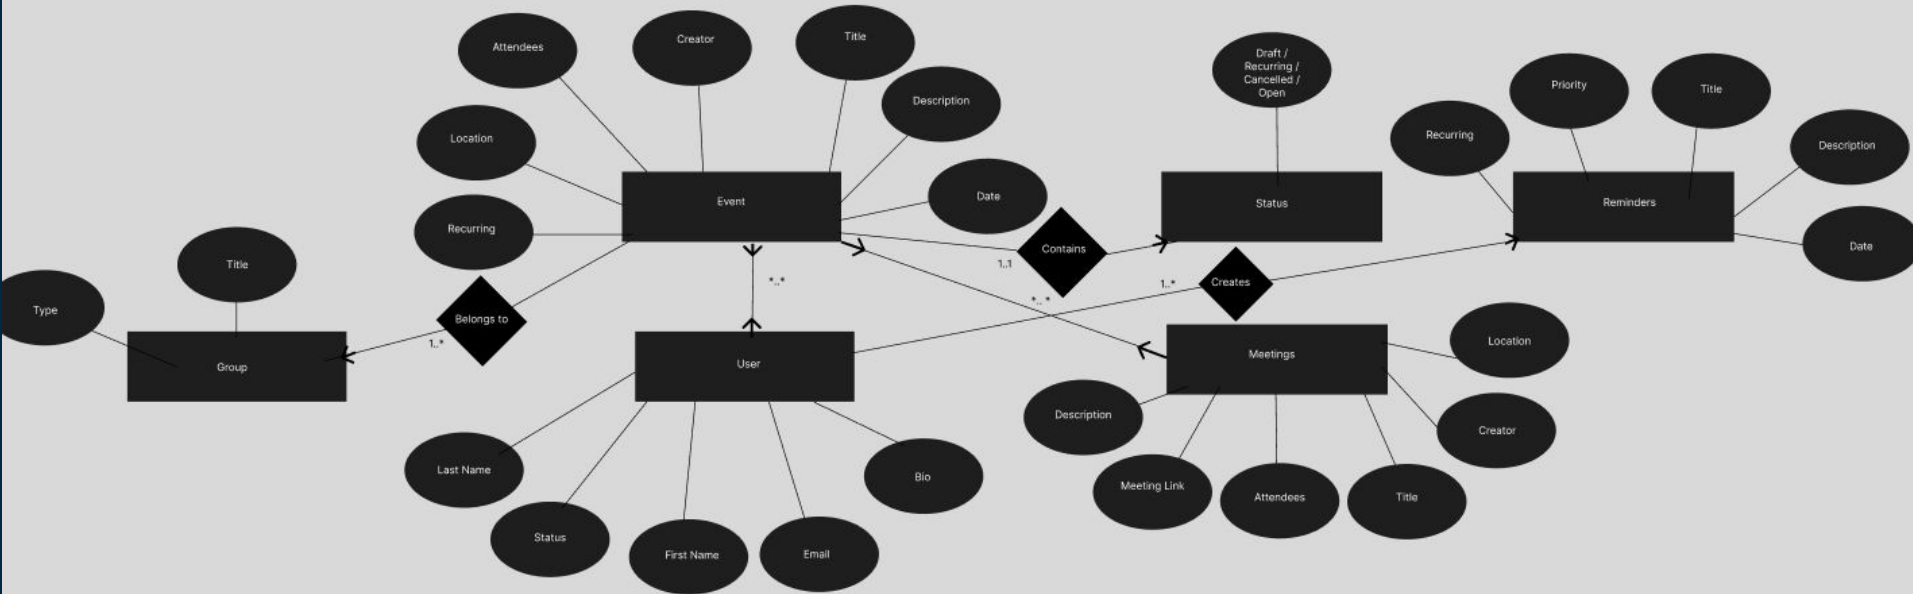 Attendees
Creator
Title
Description
Location
Recurring
Date
Event
Draft /
Recurring /
Cancelled /
Open
Status
Recurring
Priority
Title
Description
Date
Reminders
Contains
1..1
Creates
1..*
*..*
*.. *
Title
Type
Group
Belongs to
1..*
User
Last Name
Status
First Name
Email
Bio
Meetings
Location
Creator
Description
Meeting Link
Attendees
Title